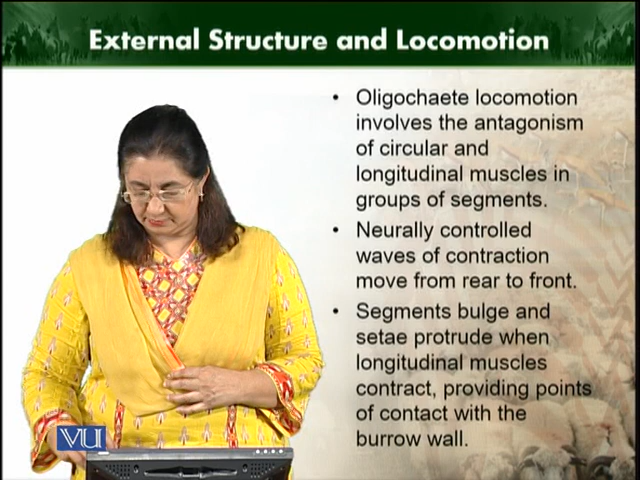 External Structure and Locomotion
• Oligochaete locomotion
involves the antagonism
of circular and
longitudinal muscles in
groups of segments.
• Neurally controlled
waves of contraction
move from rear to front.
• Segments bulge and
setae protrude when
longitudinal muscles
contract, providing points
of contact with the
burrow wall.
VU